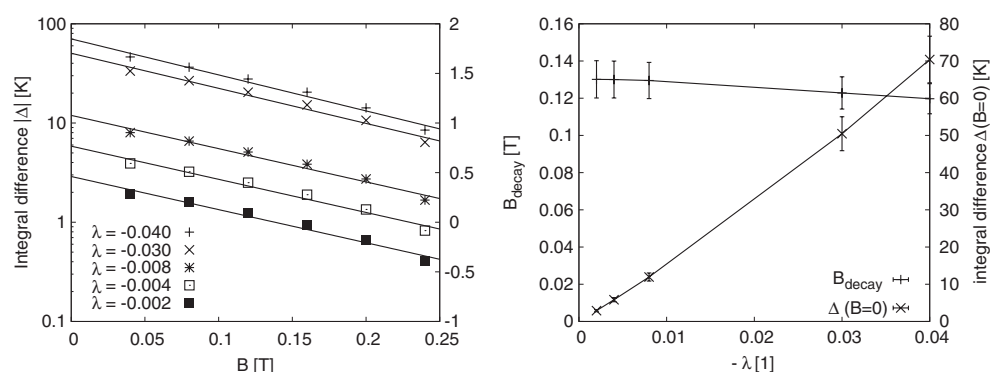 100
10
1
0.1
Integral difference |Δ| [K]
2
1.5
1
0.5
0
-0.5
-1
λ = -0.040
λ = -0.030
λ = -0.008
λ = -0.004
λ = -0.002
0 0.05 0.1 0.15 0.2 0.25
B [T]
0.16
0.14
0.12
0.1
0.08
0.06
0.04
0.02
0
B_decay [T]
80
70
60
50
40
30
20
10
0
integral difference Δ(B=0) [K]
B_decay
Δ (B=0)
0 0.01 0.02 0.03 0.04
- λ [1]